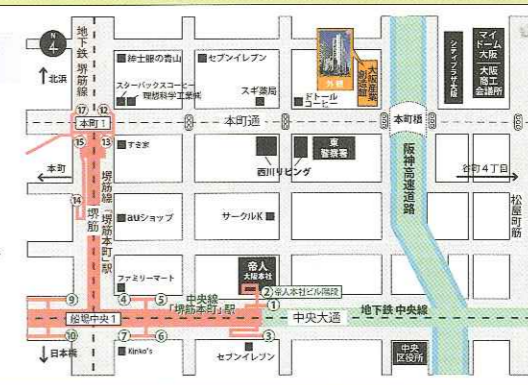 N
地下鉄 堺筋線
↑北浜
紳士服の青山
セブンイレブン
外観
大阪産業
創造館
シティプラザ大阪
マイドーム大阪
大阪商工会議所
スターバックスコーヒー
理想科学工業㈱
スギ薬局
ドトール
コーヒー
⑰
⑫
本町1
本町通
本町橋
⑮
⑬
すき家
西川リビング
東
警察署
阪神高速道路
←本町
谷町4丁目→
堺筋線「堺筋本町」駅
⑭
堺筋
auショップ
サークルK
松屋町筋
帝人
大阪本社
ファミリーマート
②帝人本社ビル階段
⑨
④
⑤
中央線
「堺筋本町」駅
①
船場中央1
中央大通
地下鉄 中央線
⑩
⑦
⑥
③
↓日本橋
Kinko's
セブンイレブン
中央
区役所